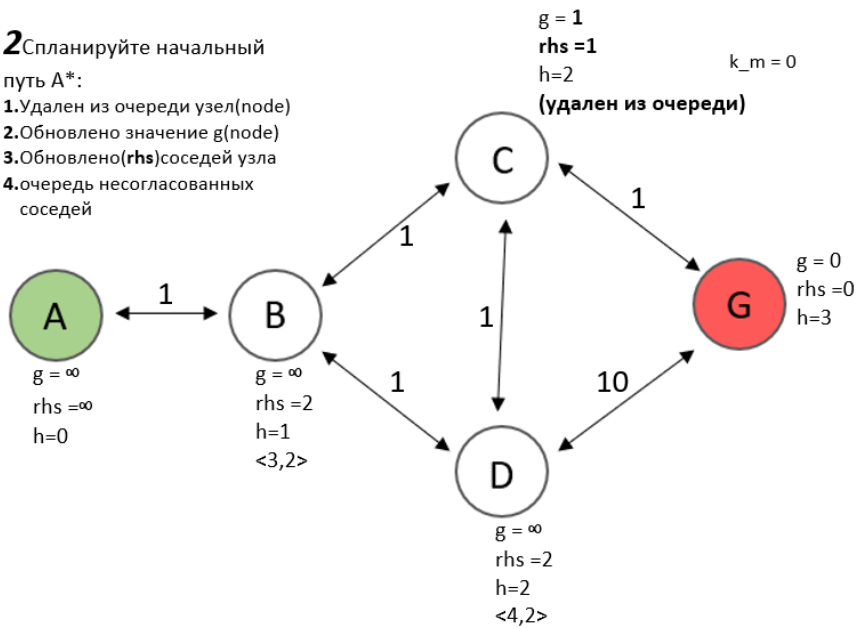 2Спланируйте начальный
путь A*:
1.Удален из очереди узел(node)
2.Обновлено значение g(node)
3.Обновлено(rhs)соседей узла
4.очередь несогласованных
соседей
g = 1
rhs =1
h=2
(удален из очереди)
k_m = 0
C
1
1
A
1
B
1
G
g = 0
rhs =0
h=3
g = ∞
rhs =∞
h=0
g = ∞
rhs =2
h=1
<3,2>
1
10
D
g = ∞
rhs =2
h=2
<4,2>